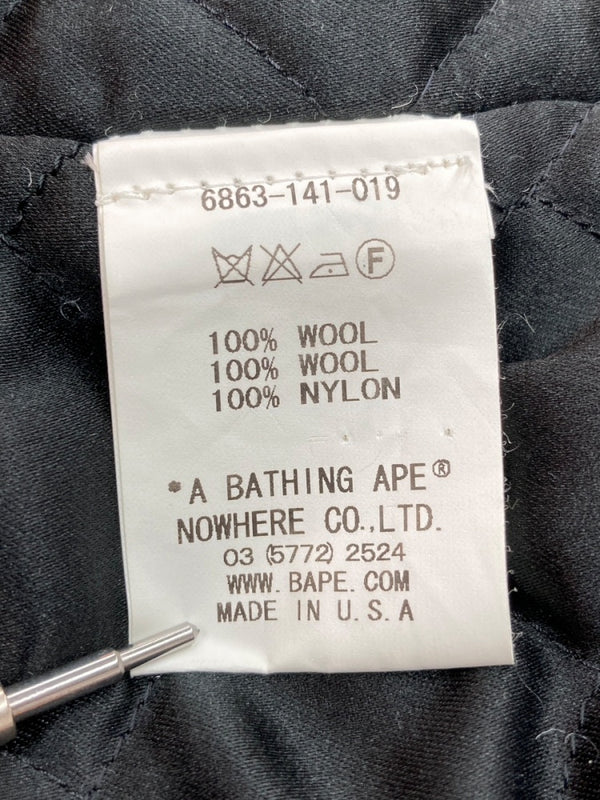 6863-141-019
F
100% WOOL
100% WOOL
100% NYLON
*A BATHING APE®
NOWHERE CO.,LTD.
03 (5772) 2524
WWW. BAPE. COM
MADE IN U.S.A